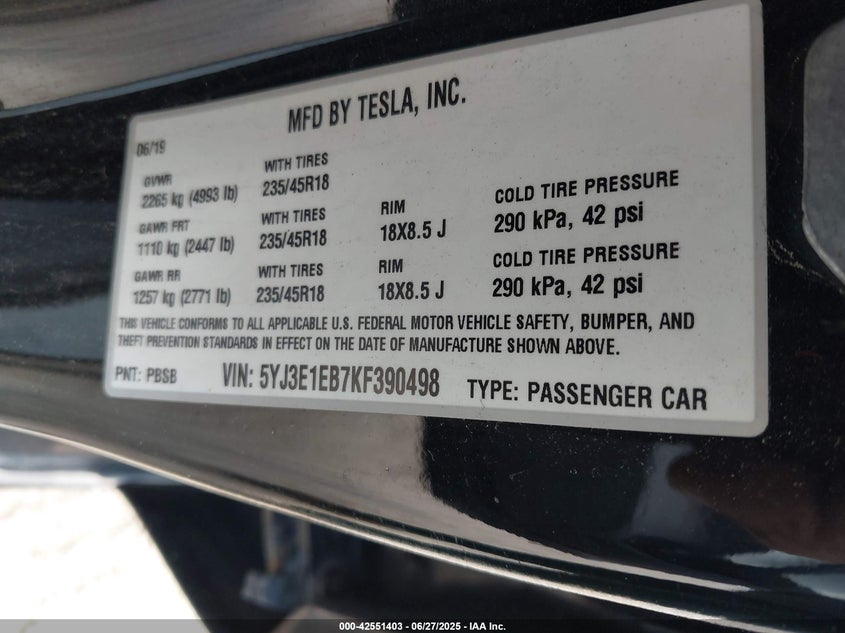 MFD BY TESLA, INC.
06/19
GVWR WITH TIRES
2265 kg (4993 lb) 235/45R18
GAWR FRT WITH TIRES RIM COLD TIRE PRESSURE
1110 kg (2447 lb) 235/45R18 18X8.5 J 290 kPa, 42 psi
GAWR RR WITH TIRES RIM COLD TIRE PRESSURE
1257 kg (2771 lb) 235/45R18 18X8.5 J 290 kPa, 42 psi
THIS VEHICLE CONFORMS TO ALL APPLICABLE U.S. FEDERAL MOTOR VEHICLE SAFETY, BUMPER, AND
THEFT PREVENTION STANDARDS IN EFFECT ON THE DATE OF MANUFACTURE SHOWN ABOVE.
PNT: PBSB VIN: 5YJ3E1EB7KF390498 TYPE: PASSENGER CAR
000-42551403 - 06/27/2025 - IAA Inc.